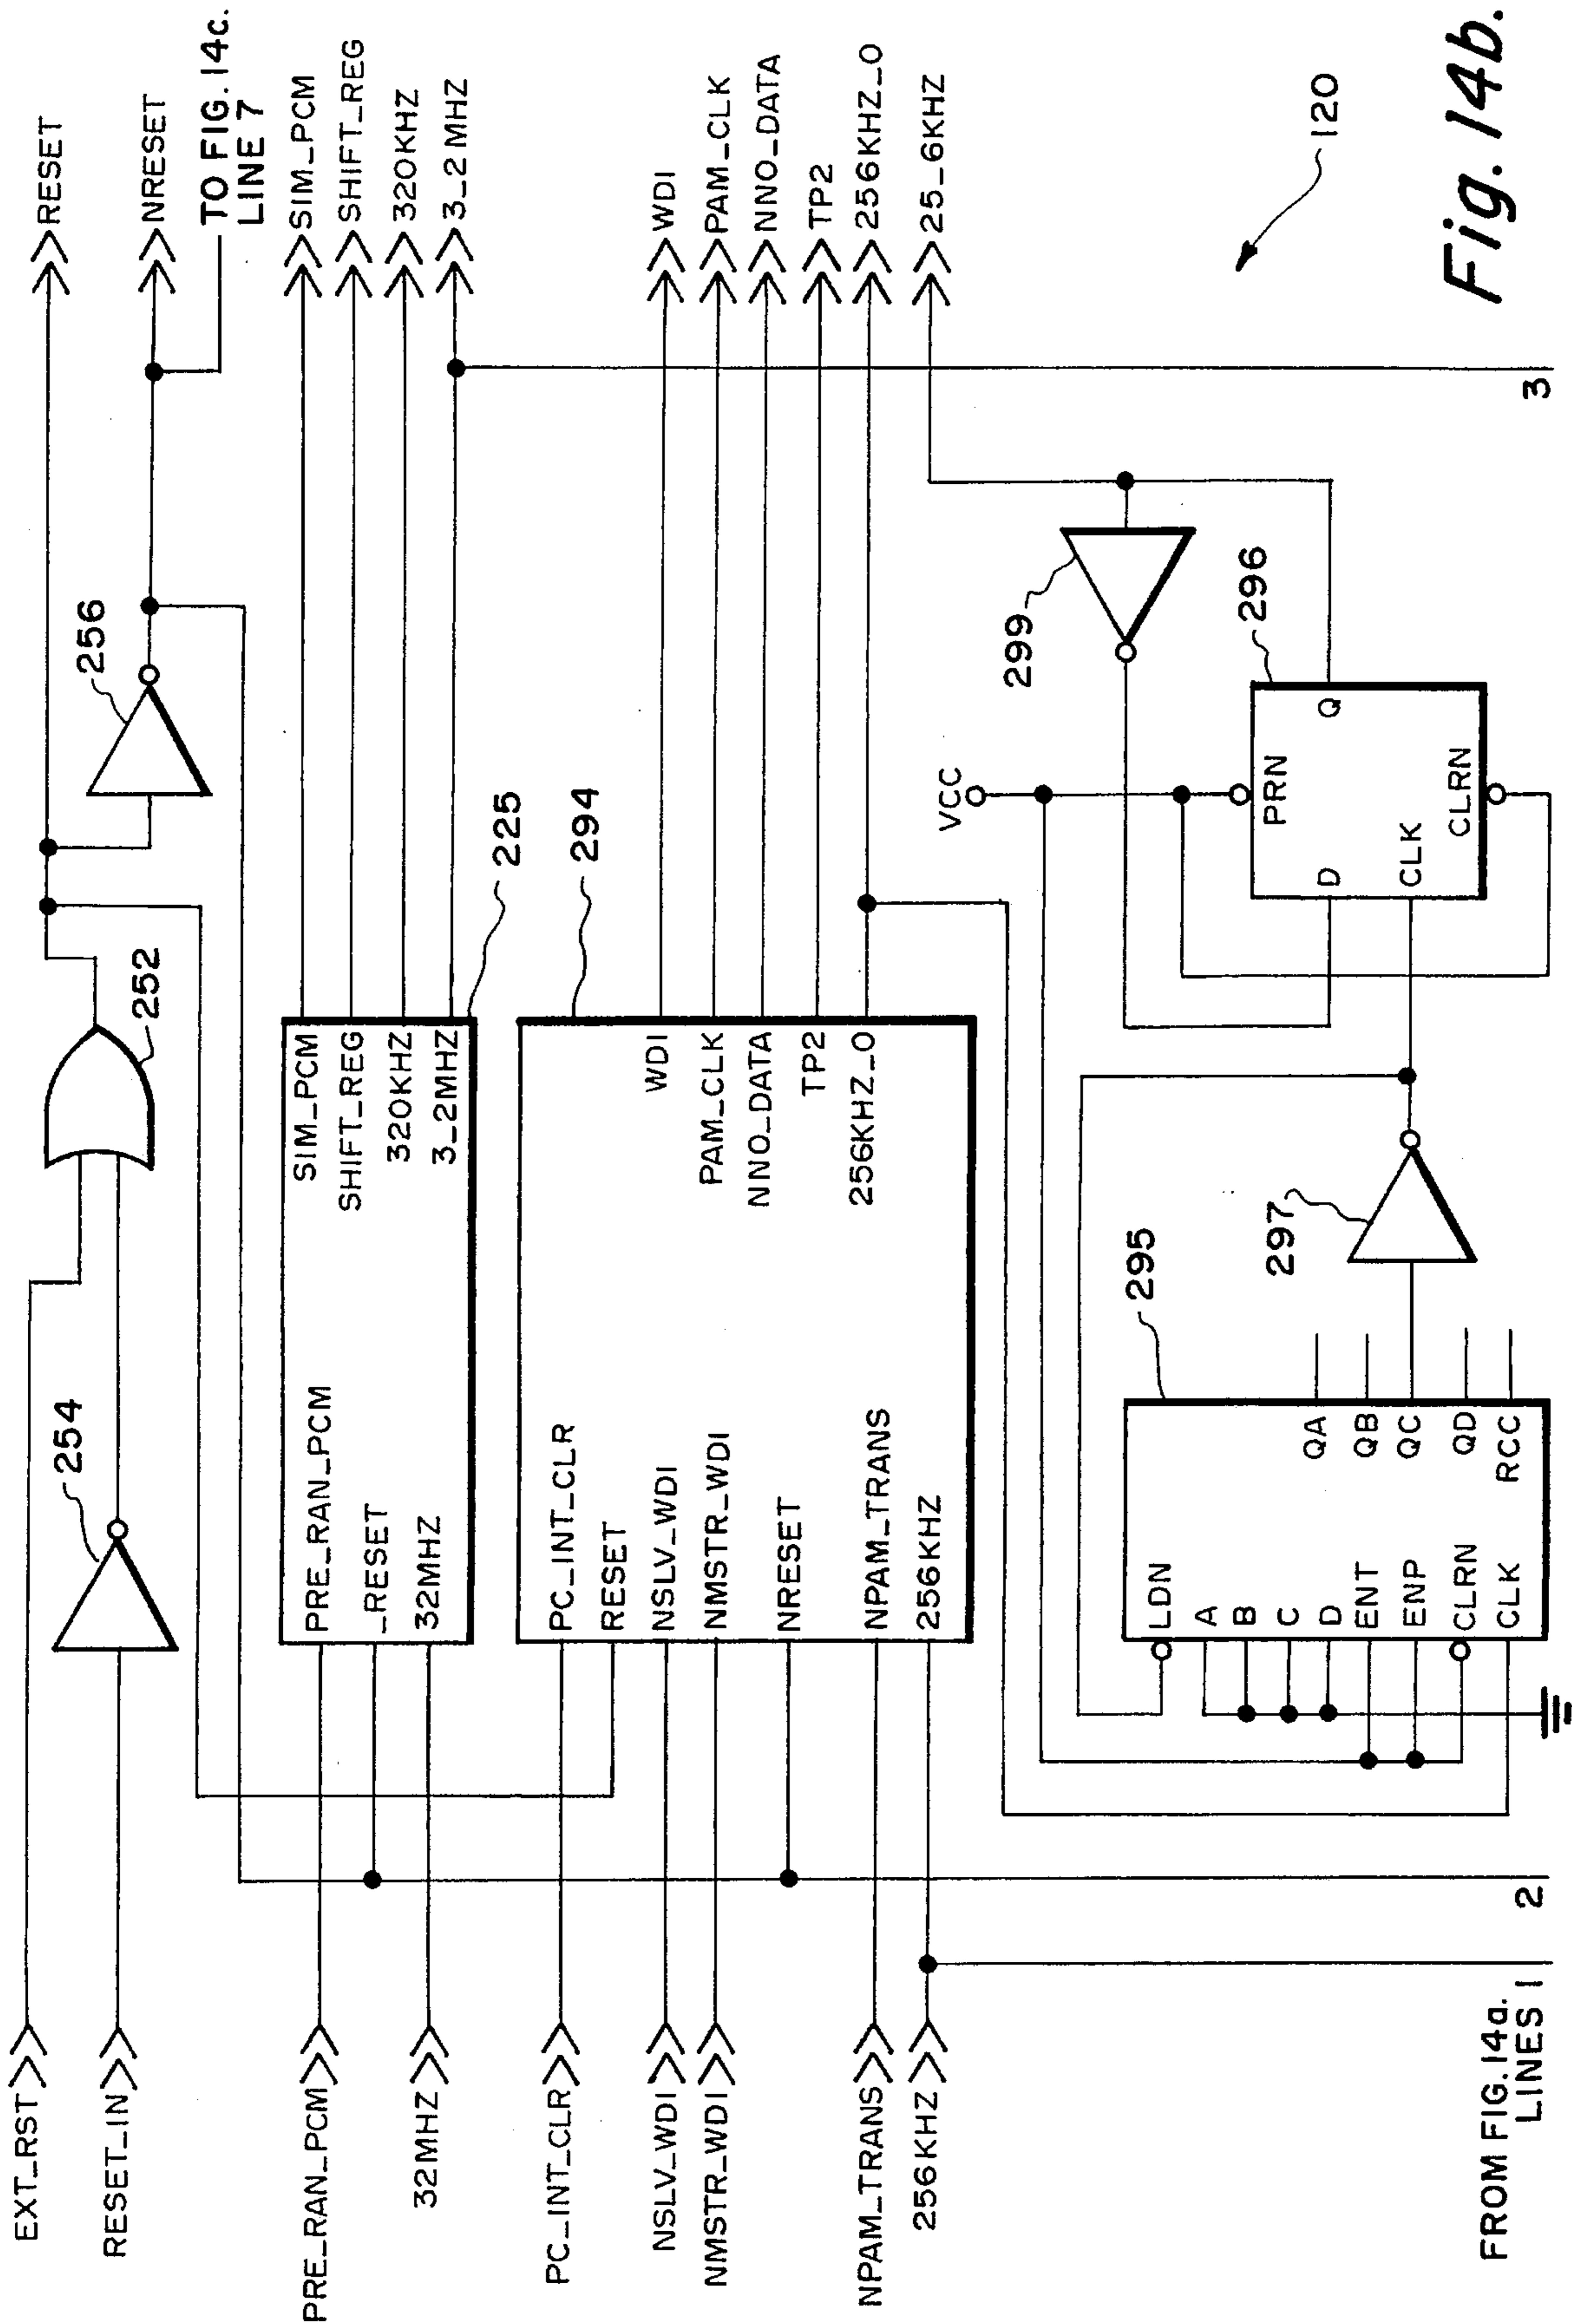 EXT_RST
RESET
RESET_IN
254
252
256
NRESET
TO FIG. 14c.
LINE 7
PRE_RAN_PCM
PRE_RAN_PCM
SIM_PCM
SIM_PCM
_RESET
SHIFT_REG
SHIFT_REG
320KHZ
320KHZ
32MHZ
32MHZ
3_2MHZ
3_2MHZ
225
294
PC_INT_CLR
PC_INT_CLR
RESET
NSLV_WDI
NSLV_WDI
WDI
WDI
NMSTR_WDI
NMSTR_WDI
PAM_CLK
PAM_CLK
NNO_DATA
NNO_DATA
NRESET
TP2
TP2
NPAM_TRANS
NPAM_TRANS
256KHZ_0
256KHZ_0
256KHZ
256KHZ
25_6KHZ
VCC
299
295
297
296
120
LDN
A
B
C
D
ENT
ENP
CLRN
CLK
QA
QB
QC
QD
RCC
PRN
D
Q
CLK
CLRN
FROM FIG.14a.
LINES 1
2
3
Fig. 14b.